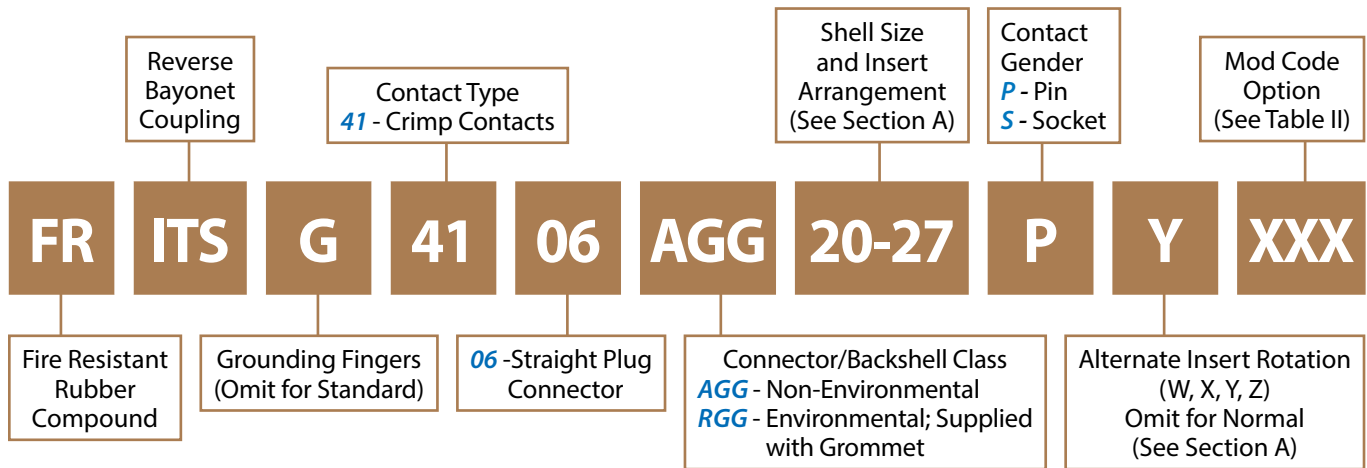 Reverse
Bayonet
Coupling
Contact Type
41 - Crimp Contacts
Shell Size
and Insert
Arrangement
(See Section A)
Contact
Gender
P - Pin
S - Socket
Mod Code
Option
(See Table II)
FR ITS G 41 06 AGG 20-27 P Y XXX
Fire Resistant
Rubber
Compound
Grounding Fingers
(Omit for Standard)
06 -Straight Plug
Connector
Connector/Backshell Class
AGG - Non-Environmental
RGG - Environmental; Supplied
with Grommet
Alternate Insert Rotation
(W, X, Y, Z)
Omit for Normal
(See Section A)